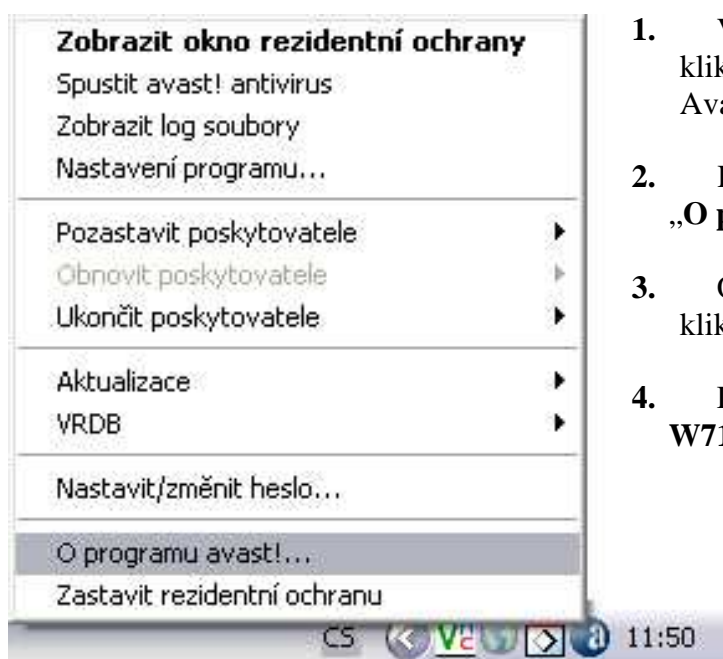 Zobrazit okno rezidentní ochrany
Spustit avast! antivirus
Zobrazit log soubory
Nastavení programu...
Pozastavit poskytovatele
Obnovit poskytovatele
Ukončit poskytovatele
Aktualizace
VRDB
Nastavit/změnit heslo...
O programu avast!...
Zastavit rezidentní ochranu
CS 11:50
1.
klik
Ava
2.
„O p
3.
klik
4.
W71